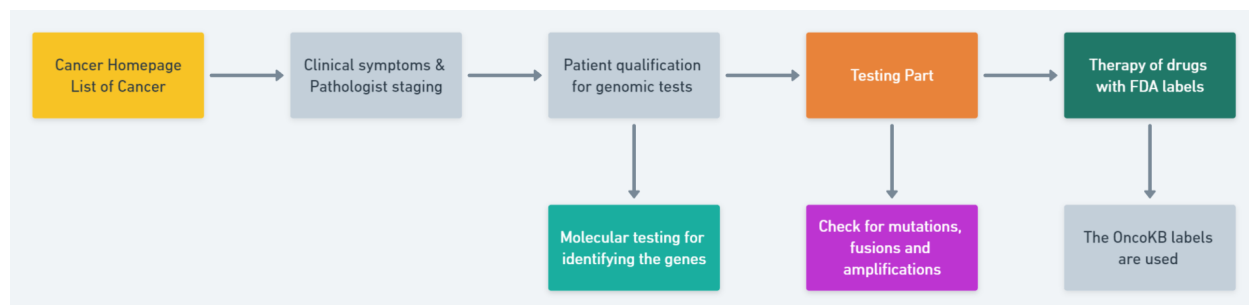 Cancer Homepage
List of Cancer
Clinical symptoms &
Pathologist staging
Patient qualification
for genomic tests
Testing Part
Therapy of drugs
with FDA labels
Molecular testing for
identifying the genes
Check for mutations,
fusions and
amplifications
The OncoKB labels
are used